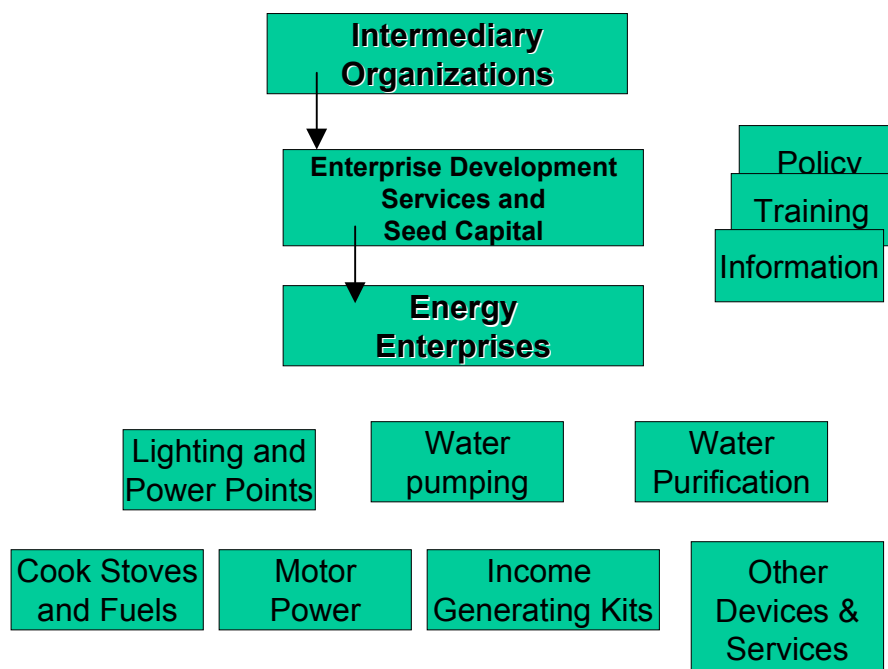 Intermediary
Organizations
Enterprise Development
Services and
Seed Capital
Policy
Training
Information
Energy
Enterprises
Lighting and
Power Points
Water
pumping
Water
Purification
Cook Stoves
and Fuels
Motor
Power
Income
Generating Kits
Other
Devices &
Services